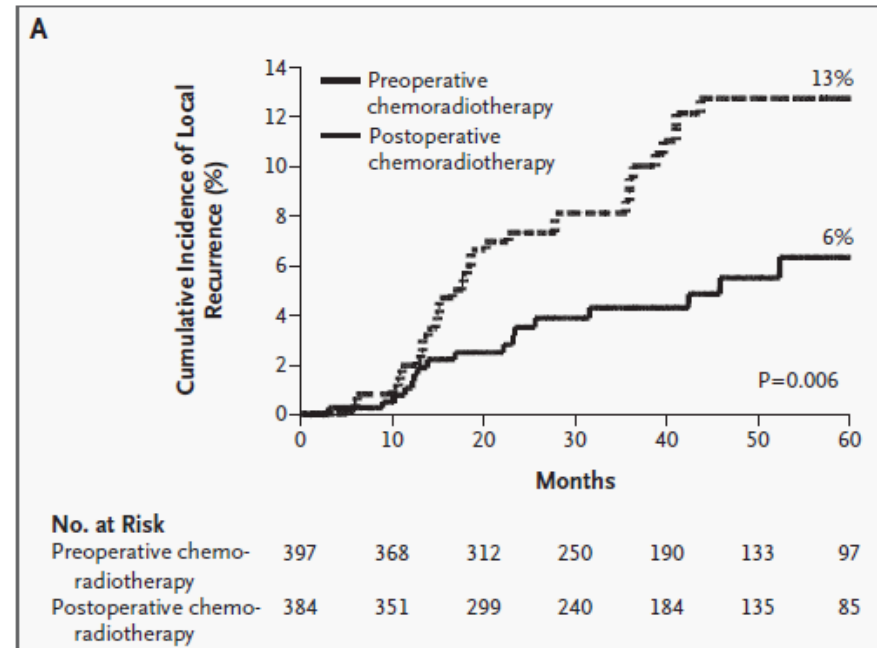 A
14
12
10
8
6
4
2
0
Cumulative Incidence of Local
Recurrence (%)
Preoperative
chemoradiotherapy
Postoperative
chemoradiotherapy
13%
6%
P=0.006
0 10 20 30 40 50 60
Months
No. at Risk
Preoperative chemo- 397 368 312 250 190 133 97
radiotherapy
Postoperative chemo- 384 351 299 240 184 135 85
radiotherapy